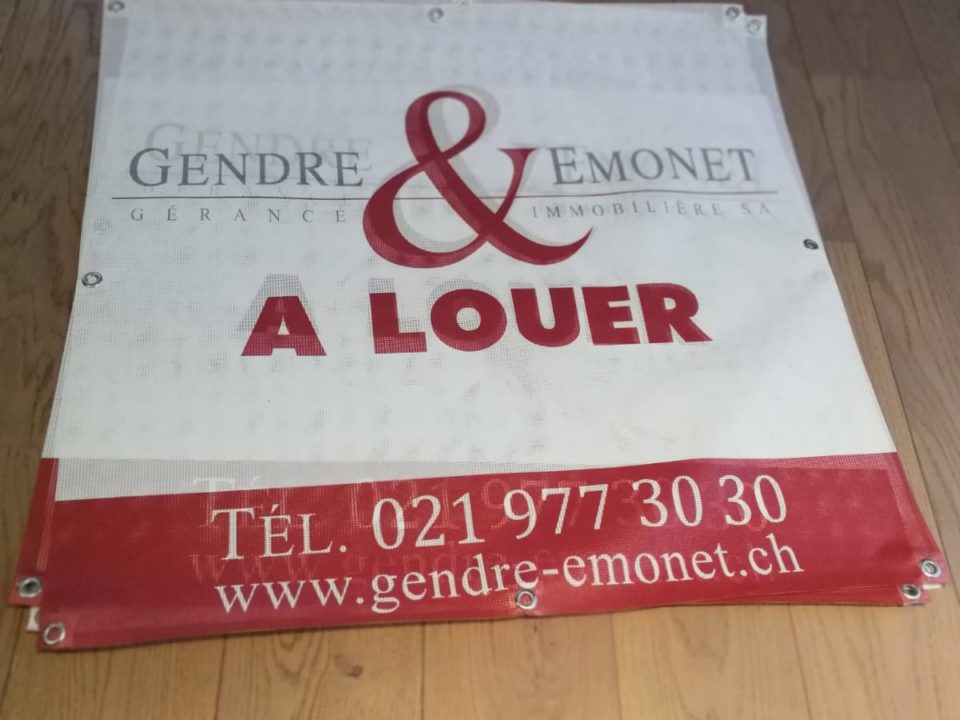 GENDRE & EMONET
GÉRANCE IMMOBILIÈRE SA
A LOUER
TÉL. 021 977 30 30
www.gendre-emonet.ch